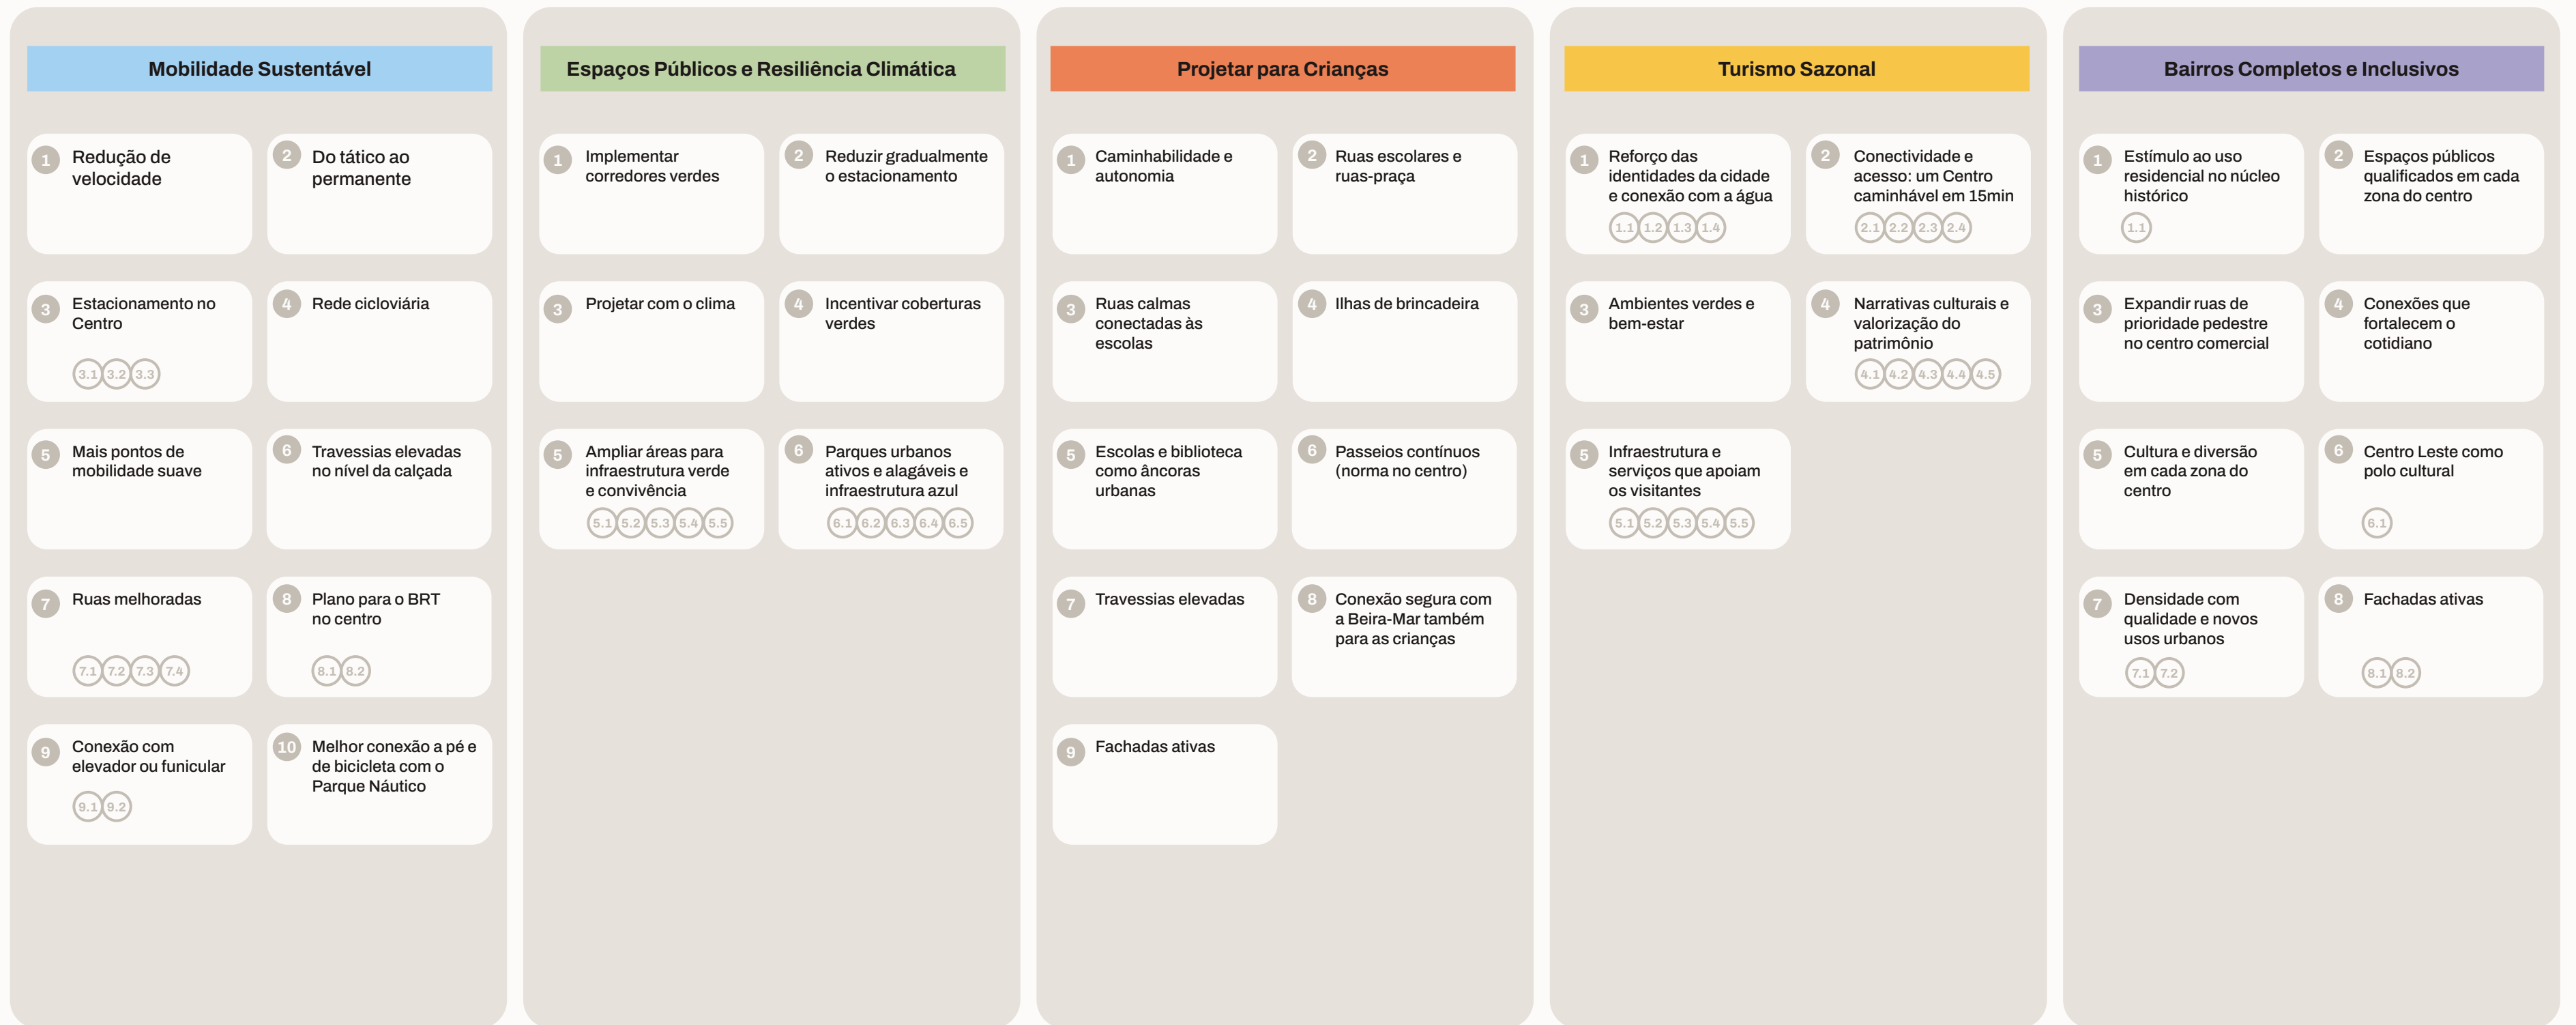 Mobilidade Sustentável
1
Redução de
velocidade
2
Do tático ao
permanente
3
Estacionamento no
Centro
3.1 3.2 3.3
4
Rede cicloviária
5
Mais pontos de
mobilidade suave
6
Travessias elevadas
no nível da calçada
7
Ruas melhoradas
7.1 7.2 7.3 7.4
8
Plano para o BRT
no centro
8.1 8.2
9
Conexão com
elevador ou funicular
9.1 9.2
10
Melhor conexão a pé e
de bicicleta com o
Parque Náutico
Espaços Públicos e Resiliência Climática
1
Implementar
corredores verdes
2
Reduzir gradualmente
o estacionamento
3
Projetar com o clima
4
Incentivar coberturas
verdes
5
Ampliar áreas para
infraestrutura verde
e convivência
5.1 5.2 5.3 5.4 5.5
6
Parques urbanos
ativos e alagáveis e
infraestrutura azul
6.1 6.2 6.3 6.4 6.5
Projetar para Crianças
1
Caminhabilidade e
autonomia
2
Ruas escolares e
ruas-praça
3
Ruas calmas
conectadas às
escolas
4
Ilhas de brincadeira
5
Escolas e biblioteca
como âncoras
urbanas
6
Passeios contínuos
(norma no centro)
7
Travessias elevadas
8
Conexão segura com
a Beira-Mar também
para as crianças
9
Fachadas ativas
Turismo Sazonal
1
Reforço das
identidades da cidade
e conexão com a água
1.1 1.2 1.3 1.4
2
Conectividade e
acesso: um Centro
caminhável em 15min
2.1 2.2 2.3 2.4
3
Ambientes verdes e
bem-estar
4
Narrativas culturais e
valorização do
patrimônio
4.1 4.2 4.3 4.4 4.5
5
Infraestrutura e
serviços que apoiam
os visitantes
5.1 5.2 5.3 5.4 5.5
Bairros Completos e Inclusivos
1
Estímulo ao uso
residencial no núcleo
histórico
1.1
2
Espaços públicos
qualificados em cada
zona do centro
3
Expandir ruas de
prioridade pedestre
no centro comercial
4
Conexões que
fortalecem o
cotidiano
5
Cultura e diversão
em cada zona do
centro
6
Centro Leste como
polo cultural
6.1
7
Densidade com
qualidade e novos
usos urbanos
7.1 7.2
8
Fachadas ativas
8.1 8.2